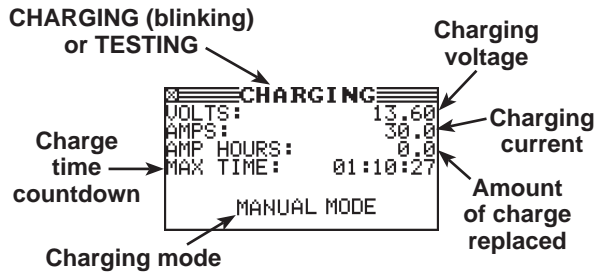 CHARGING (blinking)
or TESTING
Charging
voltage
CHARGING
VOLTS: 13.60
AMPS: 30.0
AMP HOURS: 0.0
MAX TIME: 01:10:27
MANUAL MODE
Charging
current
Charge
time
countdown
Amount
of charge
replaced
Charging mode